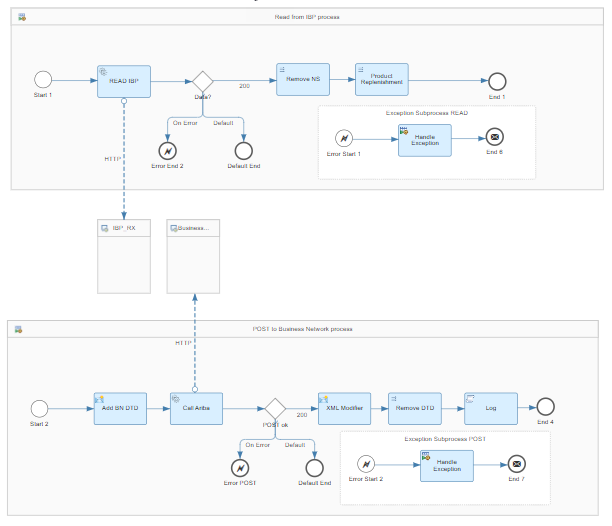 Read from IBP process
READ IBP
Start 1
Data?
200
Remove NS
Product
Replenishment
End 1
On Error
Default
Error End 2
Default End
Exception Subprocess READ
Error Start 1
Handle
Exception
End 6
HTTP
IBP_RX
Business...
POST to Business Network process
HTTP
Start 2
Add BN DTD
Call Ariba
POST ok
200
XML Modifier
Remove DTD
Log
End 4
On Error
Default
Error POST
Default End
Exception Subprocess POST
Error Start 2
Handle
Exception
End 7